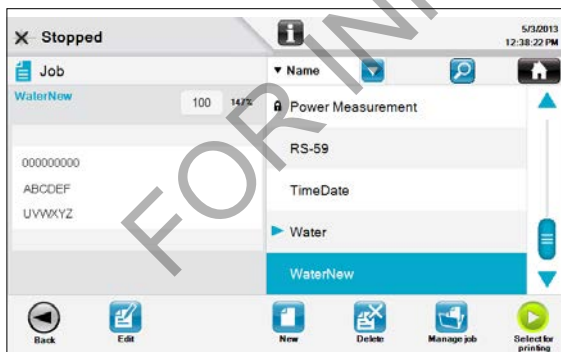 Stopped
5/3/2013
12:38:22 PM
Job
Name
WaterNew
100 147%
Power Measurement
RS-59
000000000
ABCDEF
UVWXYZ
TimeDate
Water
WaterNew
Back
Edit
New
Delete
Manage job
Select for
printing
FOR IN